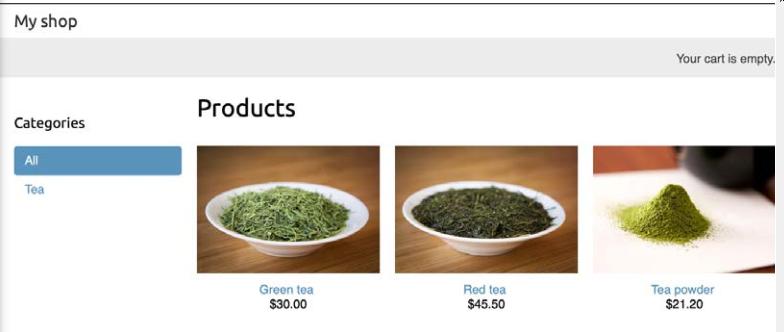 My shop
Your cart is empty.
Products
Categories
All
Tea
Green tea
$30.00
Red tea
$45.50
Tea powder
$21.20